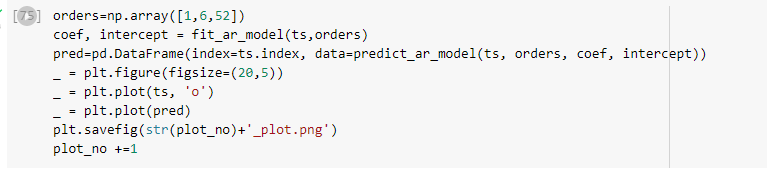 [75] orders=np.array([1,6,52])
coef, intercept = fit_ar_model(ts,orders)
pred=pd.DataFrame(index=ts.index, data=predict_ar_model(ts, orders, coef, intercept))
_ = plt.figure(figsize=(20,5))
_ = plt.plot(ts, 'o')
_ = plt.plot(pred)
plt.savefig(str(plot_no)+'_plot.png')
plot_no +=1